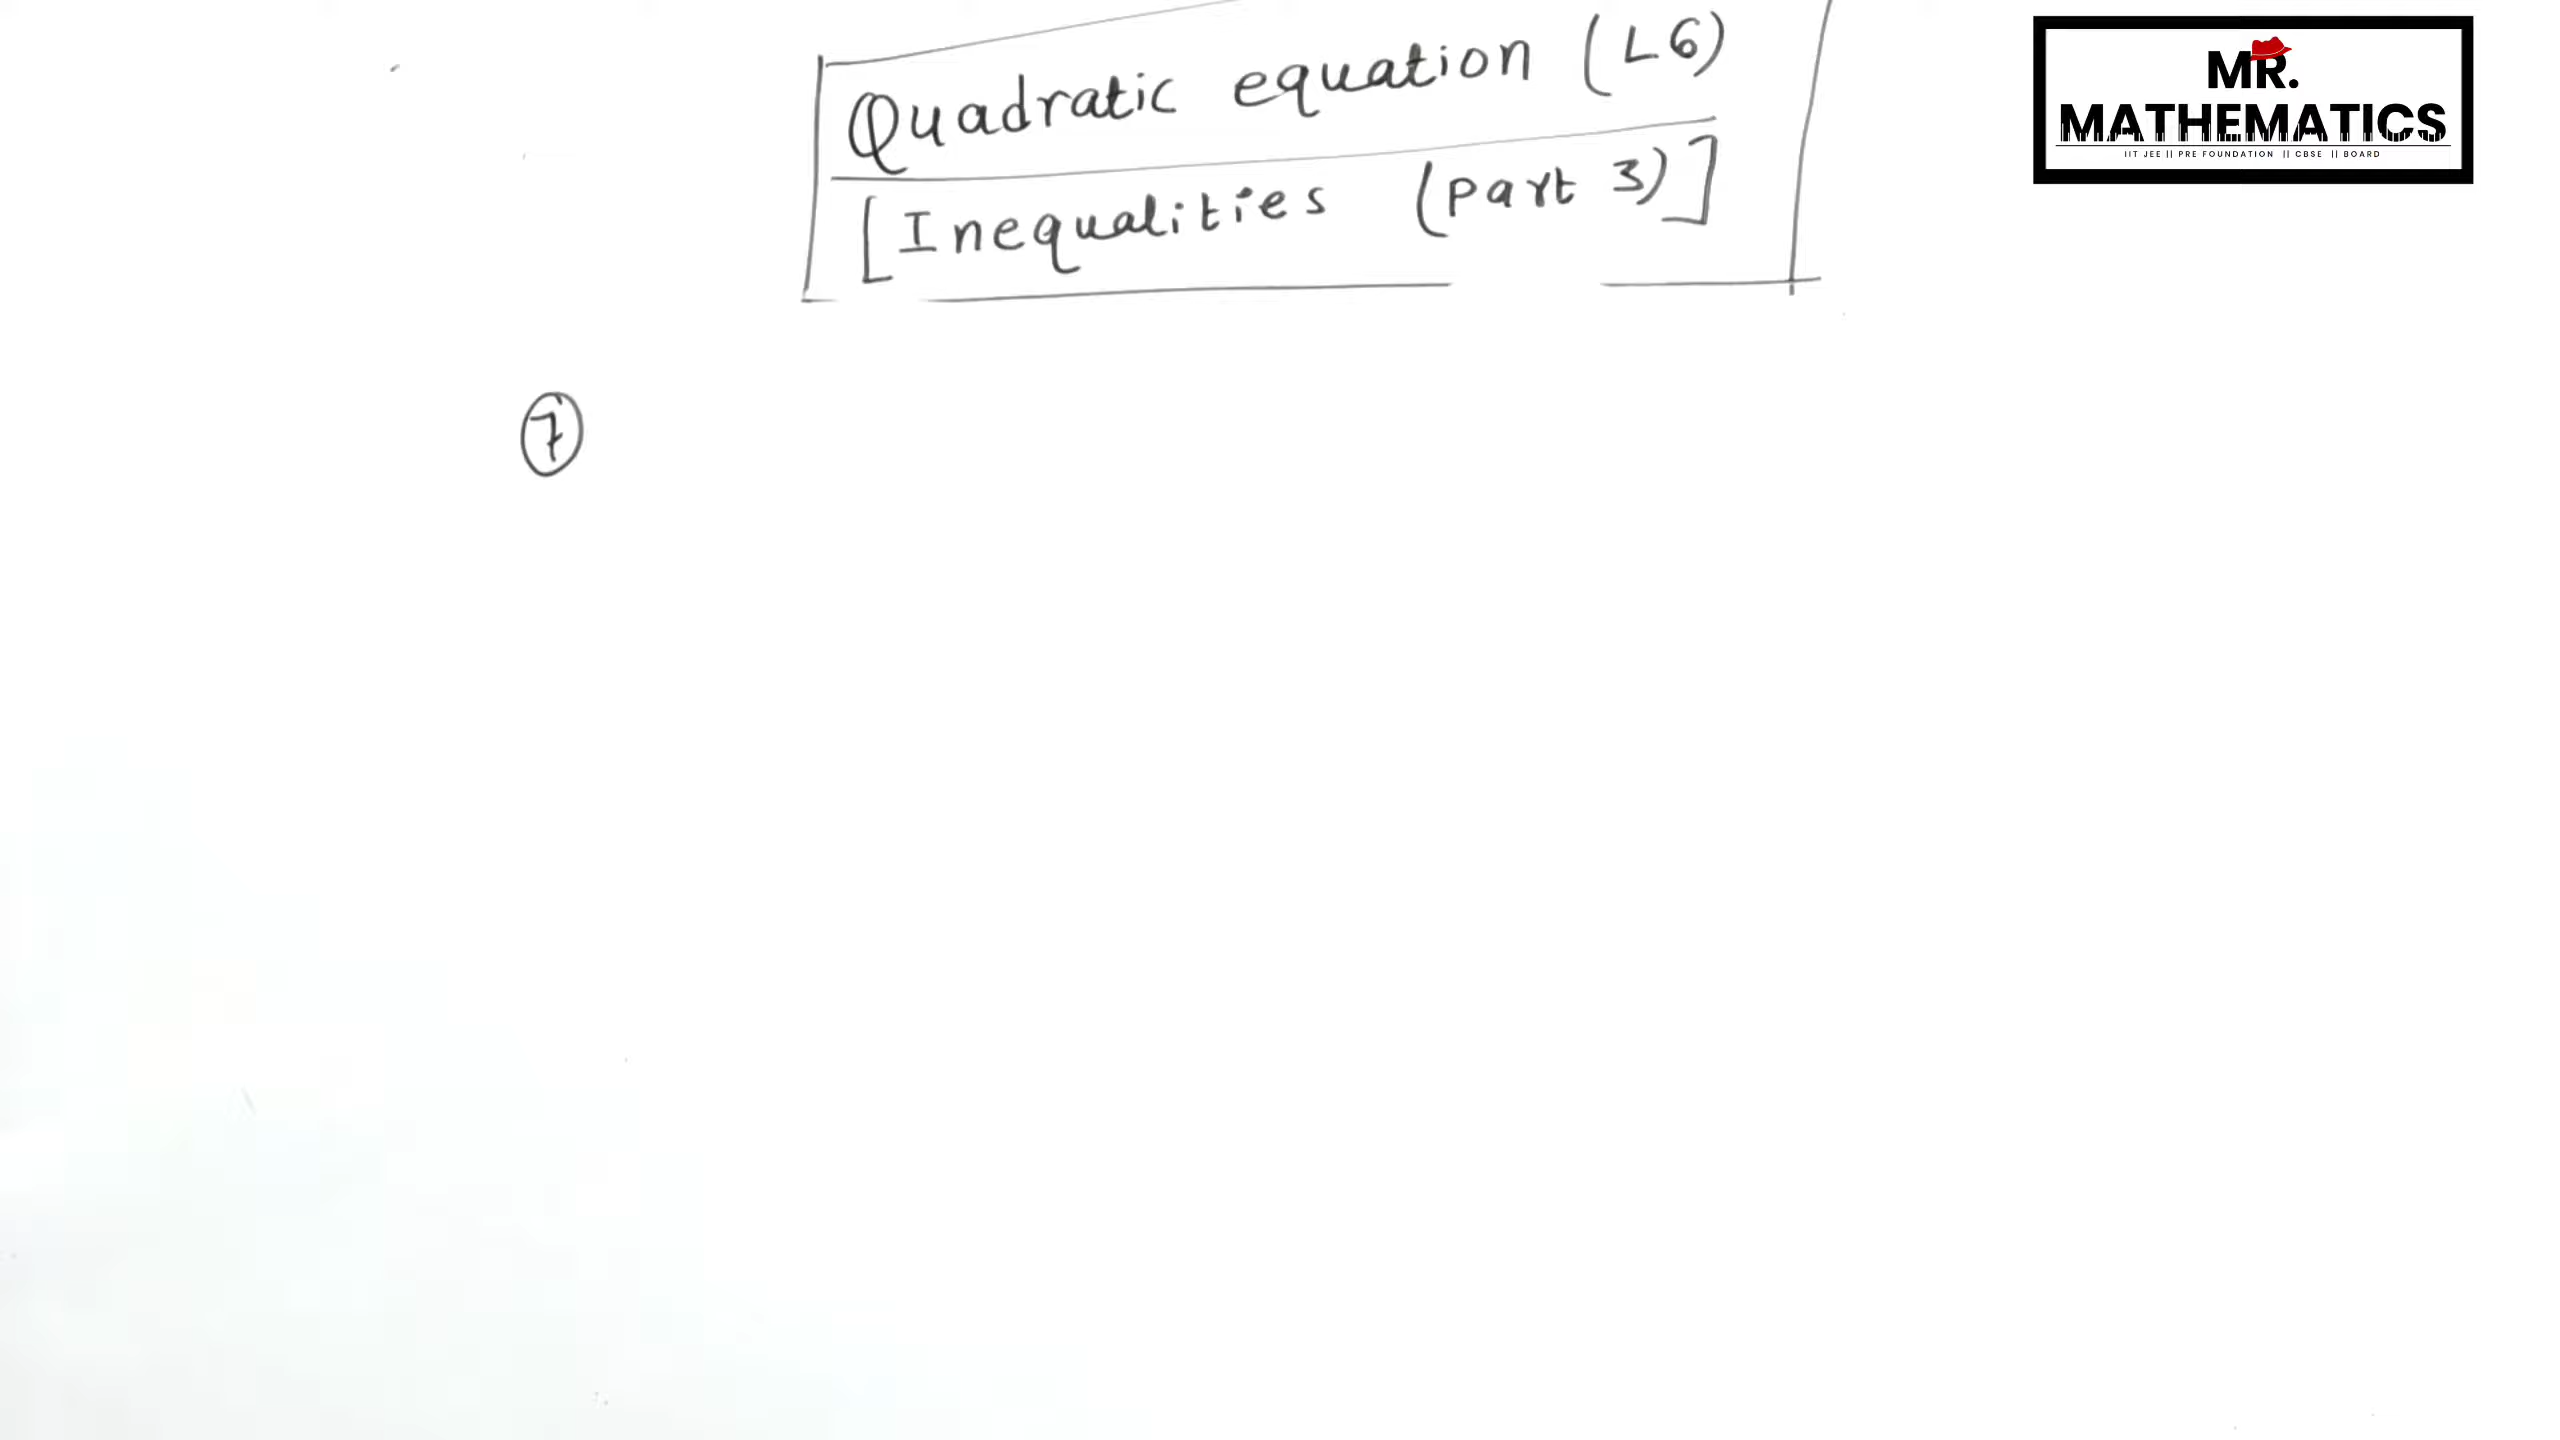 Quadratic equation (L6)
[Inequalities (part 3)]
MR.
MATHEMATICS
IIT JEE || PRE FOUNDATION || CBSE || BOARD
7